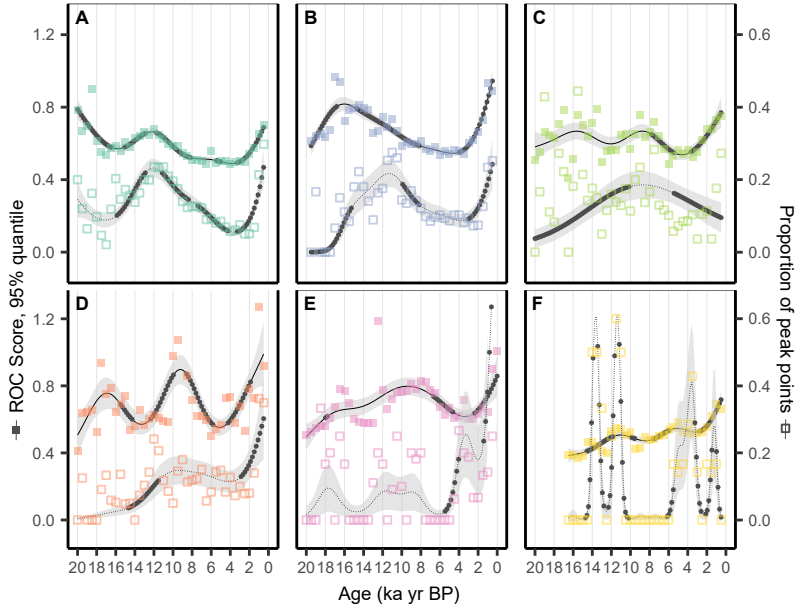 A
B
C
1.2
0.8
0.4
0.0
0.6
0.4
0.2
0.0
D
E
F
1.2
0.8
0.4
0.0
0.6
0.4
0.2
0.0
ROC Score, 95% quantile
Proportion of
peak points
20 18 16 14 12 10 8 6 4 2 0
20 18 16 14 12 10 8 6 4 2 0
20 18 16 14 12 10 8 6 4 2 0
Age (ka yr BP)